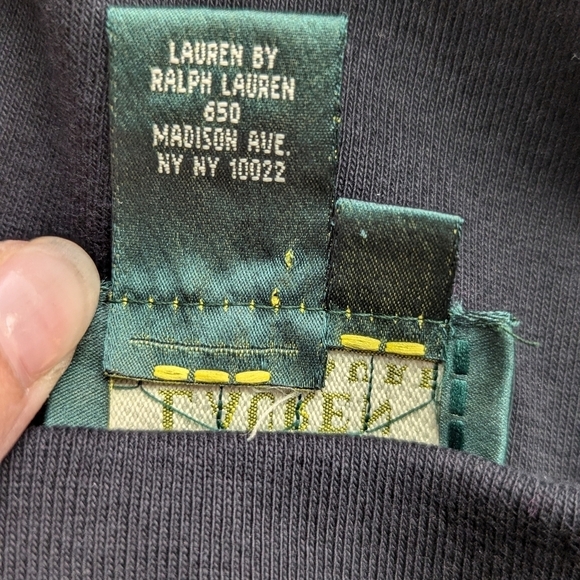 LAUREN BY
RALPH LAUREN
650
MADISON AVE.
NY NY 10022